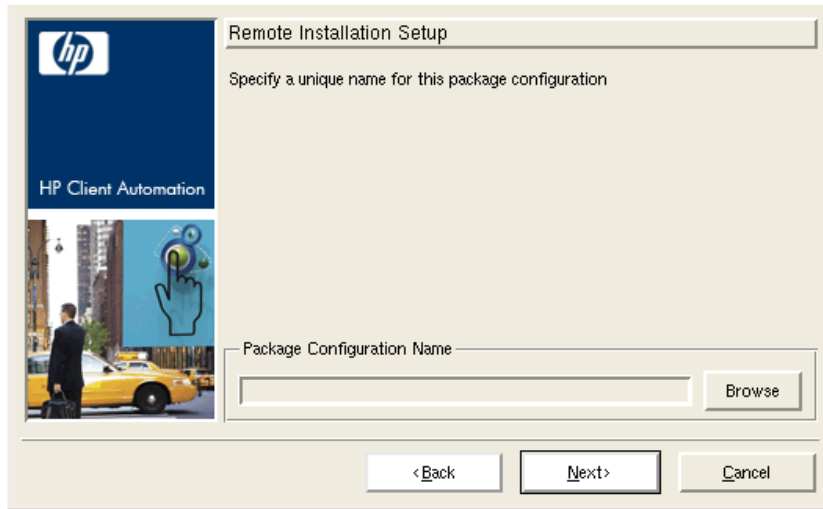 hp
Remote Installation Setup
Specify a unique name for this package configuration
HP Client Automation
Package Configuration Name
Browse
<Back
Next>
Cancel